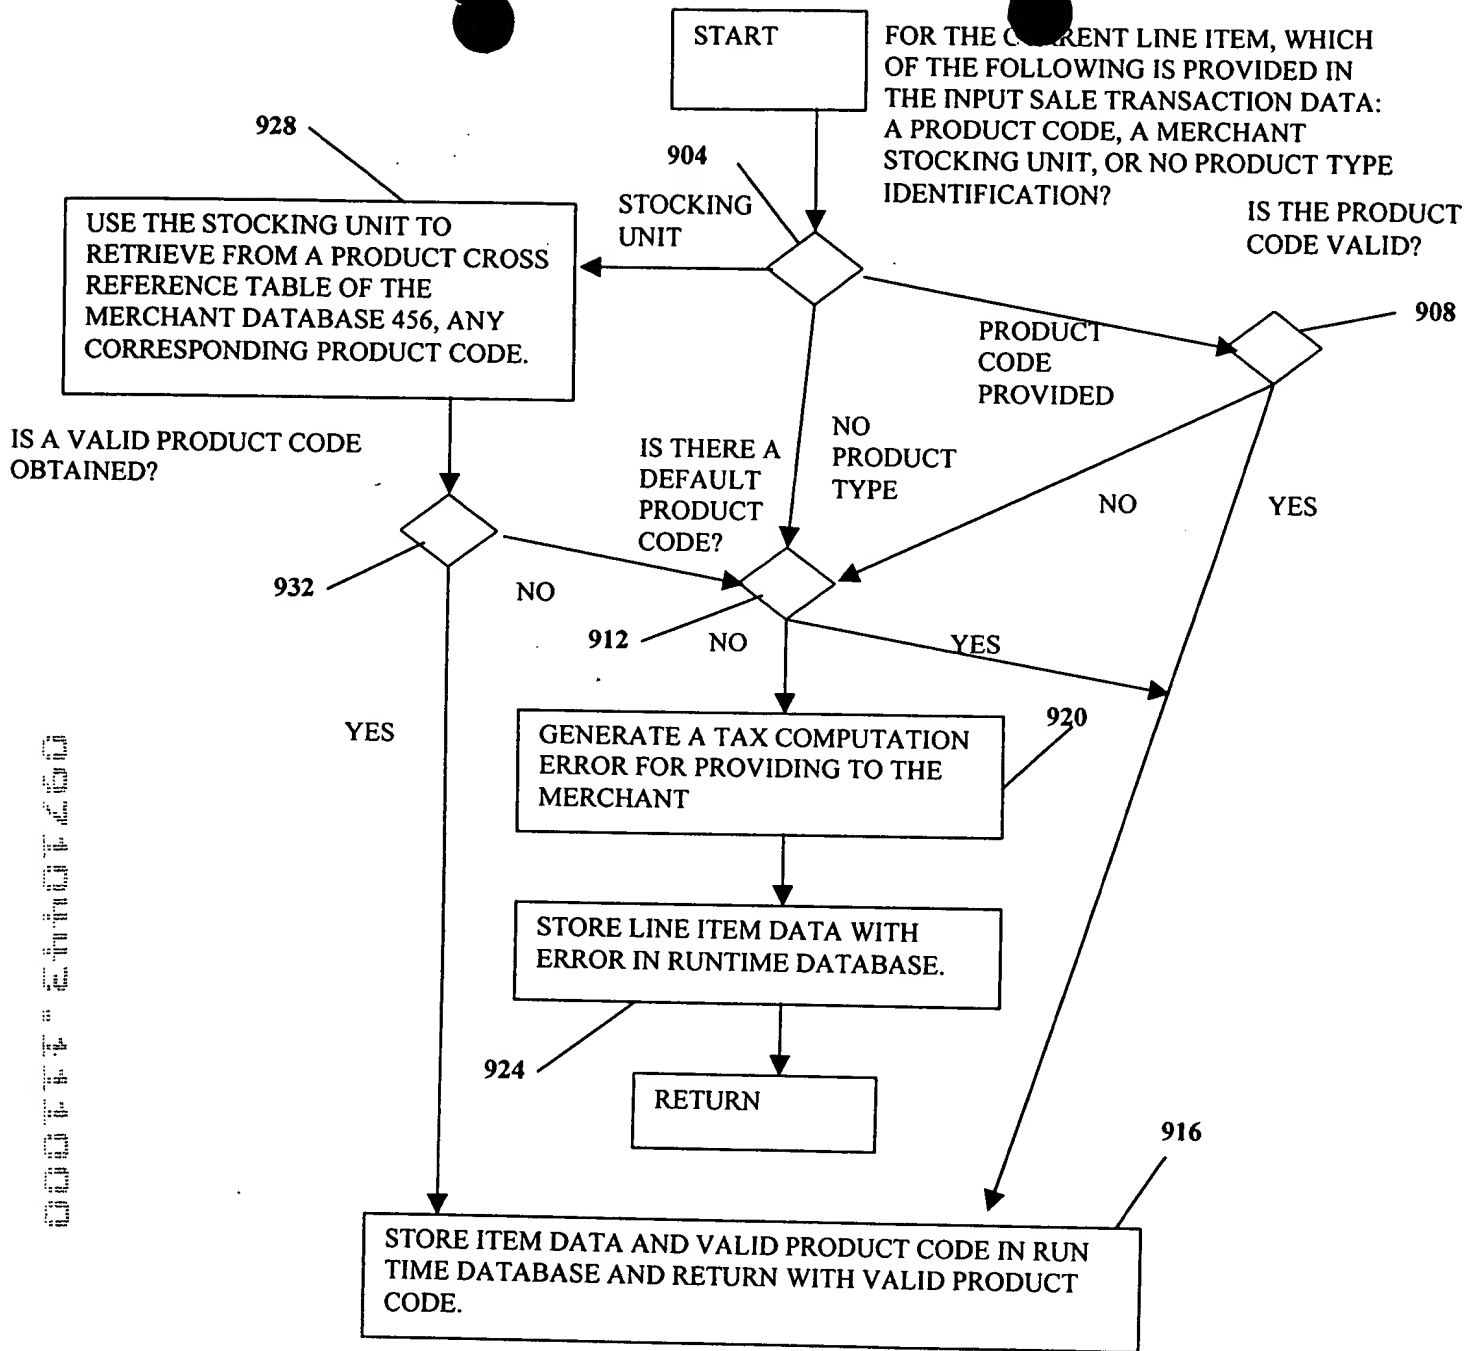 START
FOR THE CURRENT LINE ITEM, WHICH
OF THE FOLLOWING IS PROVIDED IN
THE INPUT SALE TRANSACTION DATA:
A PRODUCT CODE, A MERCHANT
STOCKING UNIT, OR NO PRODUCT TYPE
IDENTIFICATION?
928
904
STOCKING
UNIT
IS THE PRODUCT
CODE VALID?
USE THE STOCKING UNIT TO
RETRIEVE FROM A PRODUCT CROSS
REFERENCE TABLE OF THE
MERCHANT DATABASE 456, ANY
CORRESPONDING PRODUCT CODE.
908
PRODUCT
CODE
PROVIDED
IS A VALID PRODUCT CODE
OBTAINED?
IS THERE A
DEFAULT
PRODUCT
CODE?
NO
PRODUCT
TYPE
NO
YES
932
NO
912
NO
YES
YES
920
GENERATE A TAX COMPUTATION
ERROR FOR PROVIDING TO THE
MERCHANT
STORE LINE ITEM DATA WITH
ERROR IN RUNTIME DATABASE.
924
RETURN
916
STORE ITEM DATA AND VALID PRODUCT CODE IN RUN
TIME DATABASE AND RETURN WITH VALID PRODUCT
CODE.